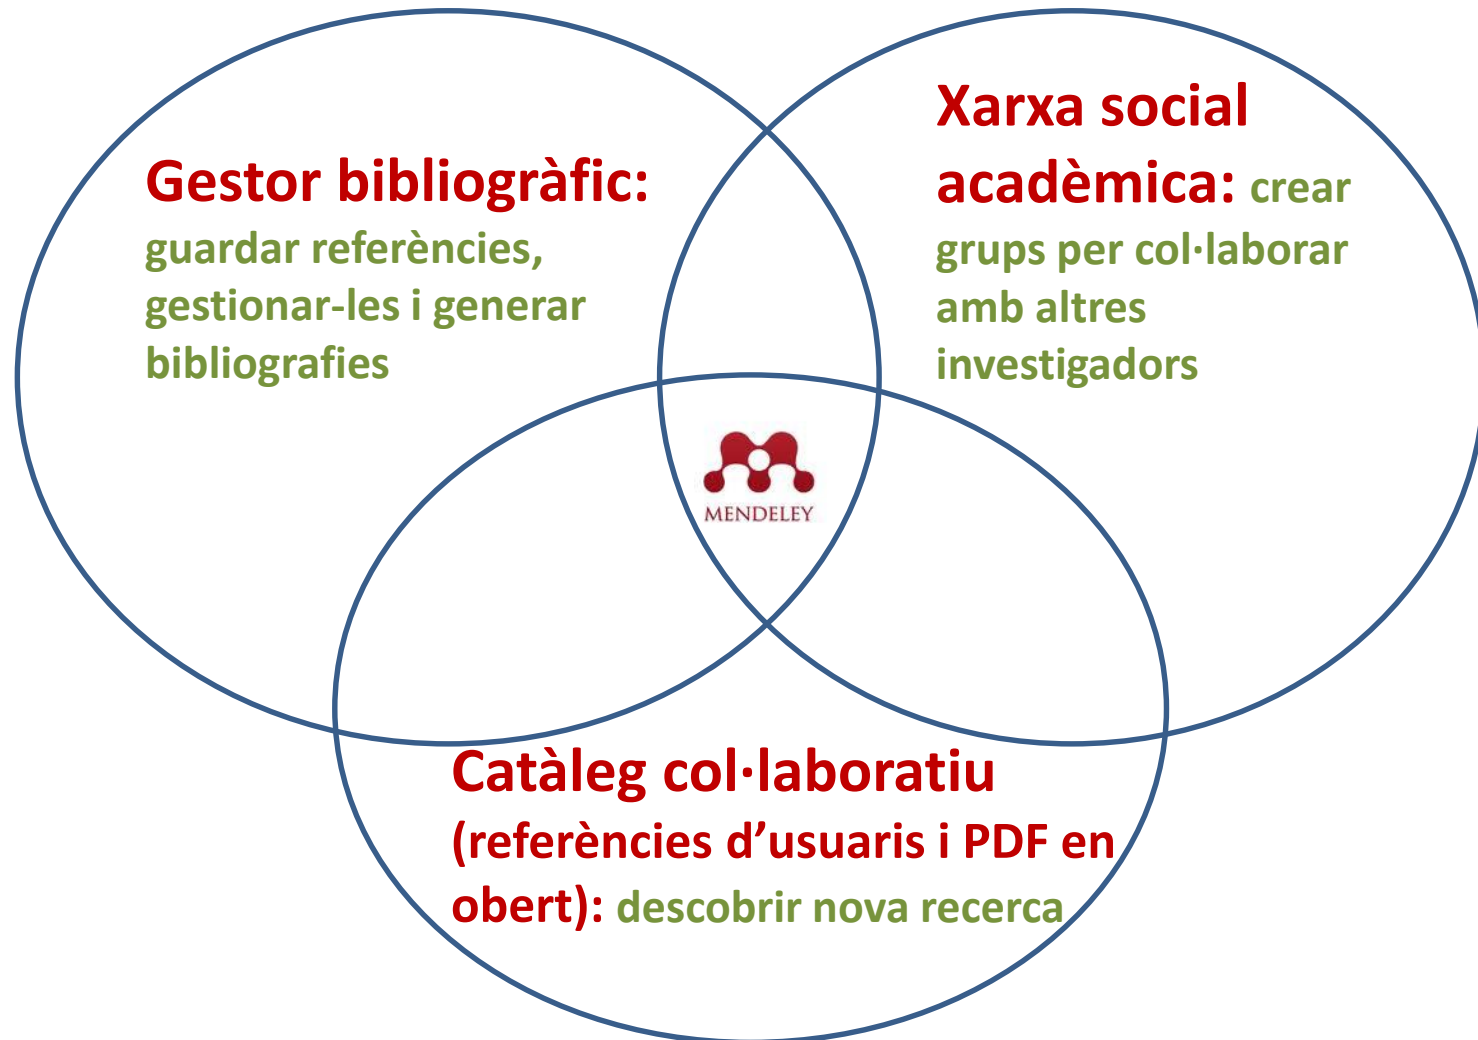 Gestor bibliogràfic:
guardar referències,
gestionar-les i generar
bibliografies
Xarxa social
acadèmica: crear
grups per col·laborar
amb altres
investigadors
MENDELEY
Catàleg col·laboratiu
(referències d’usuaris i PDF en
obert): descobrir nova recerca